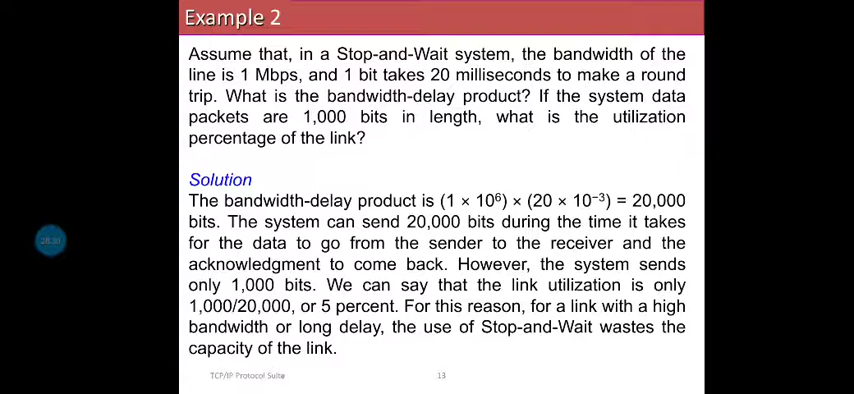 Example 2
Assume that, in a Stop-and-Wait system, the bandwidth of the
line is 1 Mbps, and 1 bit takes 20 milliseconds to make a round
trip. What is the bandwidth-delay product? If the system data
packets are 1,000 bits in length, what is the utilization
percentage of the link?
Solution
The bandwidth-delay product is (1 × 10⁶) × (20 × 10⁻³) = 20,000
bits. The system can send 20,000 bits during the time it takes
for the data to go from the sender to the receiver and the
acknowledgment to come back. However, the system sends
only 1,000 bits. We can say that the link utilization is only
1,000/20,000, or 5 percent. For this reason, for a link with a high
bandwidth or long delay, the use of Stop-and-Wait wastes the
capacity of the link.
TCP/IP Protocol Suite 13